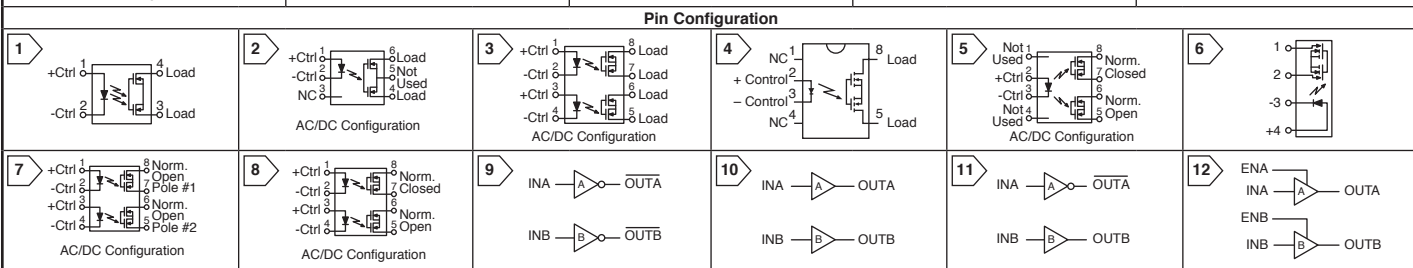 Pin Configuration
1
1
+Ctrl
-Ctrl
2
4
Load
3
Load
2
+Ctrl
1
-Ctrl
2
NC
3
6
Load
5
Not
Used
4
Load
AC/DC Configuration
3
+Ctrl
1
-Ctrl
2
+Ctrl
3
-Ctrl
4
8
Load
7
Load
6
Load
5
Load
AC/DC Configuration
4
NC
1
+ Control
2
– Control
3
NC
4
8
Load
5
Load
5
Not
Used
1
+Ctrl
2
-Ctrl
3
Not
Used
4
8
Norm.
7
Closed
6
Norm.
5
Open
AC/DC Configuration
6
1
2
-3
+4
7
+Ctrl
1
-Ctrl
2
+Ctrl
3
-Ctrl
4
8
Norm.
Open
7
Pole #1
6
Norm.
Open
5
Pole #2
AC/DC Configuration
8
+Ctrl
1
-Ctrl
2
+Ctrl
3
-Ctrl
4
8
Norm.
7
Closed
6
Norm.
5
Open
AC/DC Configuration
9
INA
A
OUTA
INB
B
OUTB
10
INA
A
OUTA
INB
B
OUTB
11
INA
A
OUTA
INB
B
OUTB
12
ENA
INA
A
OUTA
ENB
INB
B
OUTB